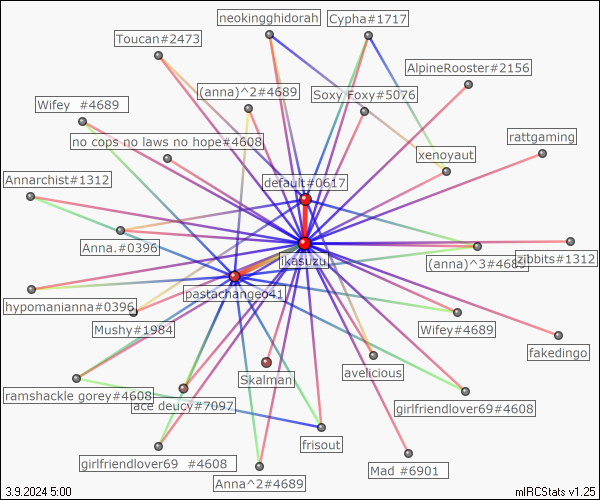 neokingghidorah
Cypha#1717
Toucan#2473
AlpineRooster#2156
(anna)^2#4689
Soxy Foxy#5076
Wifey  #4689
no cops no laws no hope#4608
rattgaming
xenoyaut
Annarchist#1312
default#0617
Anna.#0396
ikasuzu.
(anna)^3#4689
zibbits#1312
pastachangeo41
hypomanianna#0396
Mushy#1984
Wifey#4689
fakedingo
avelicious
Skalman
ramshackle gorey#4608
ace deucy#7097
girlfriendlover69#4608
frisout
girlfriendlover69  #4608
Anna^2#4689
Mad #6901
3.9.2024 5:00
mIRCStats v1.25